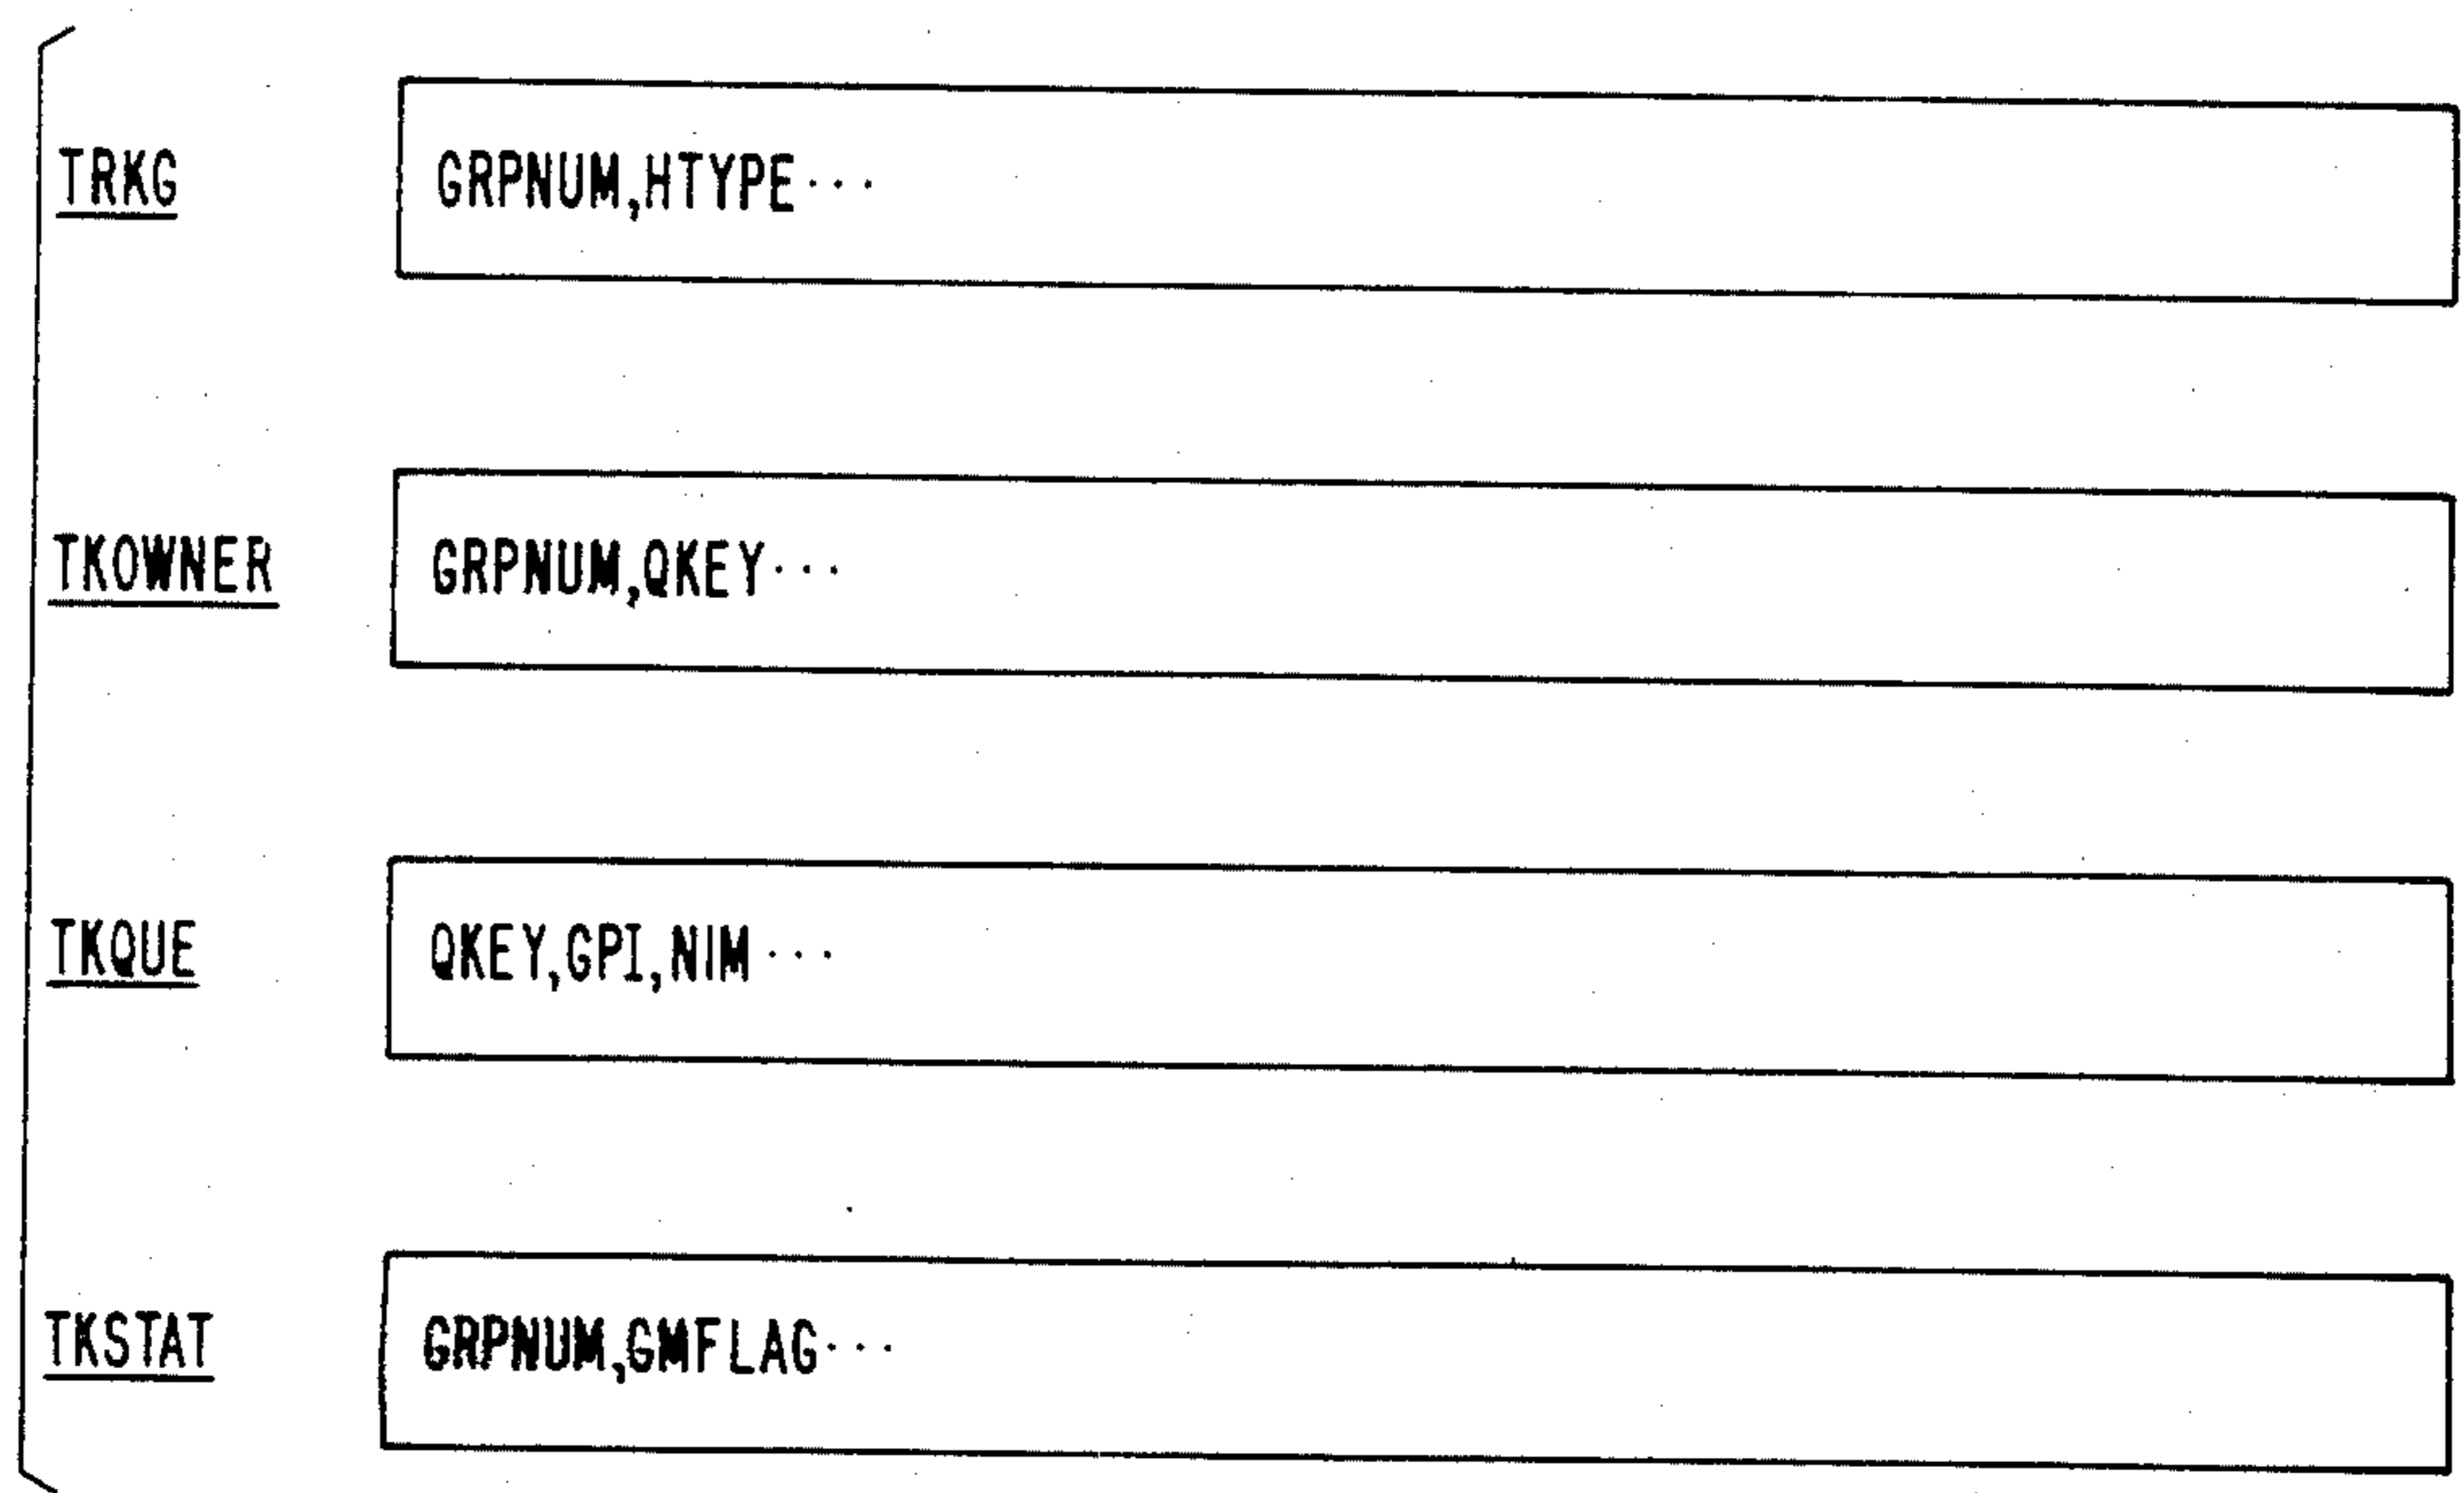 TRKG
GRPNUM,HTYPE···
TKOWNER
GRPNUM,QKEY···
TKQUE
QKEY,GPI,NIM···
TKSTAT
GRPNUM,GMFLAG···